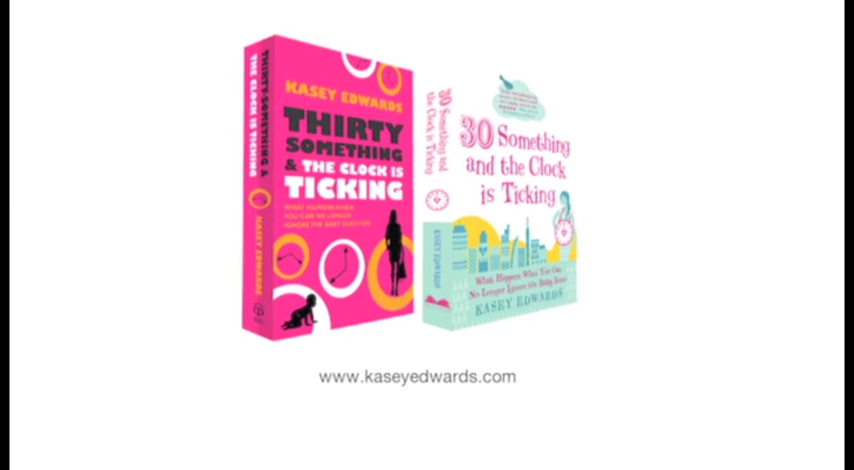 THIRTY-SOMETHING &
THE CLOCK IS TICKING
KASEY EDWARDS
KASEY EDWARDS
THIRTY
SOMETHING
& THE CLOCK IS
TICKING
WHAT HAPPENS WHEN
YOU CAN NO LONGER
IGNORE THE BABY QUESTION
30 Something and
the Clock is Ticking
KASEY EDWARDS
30 Something
and the Clock
is Ticking
What Happens When You Can
No Longer Ignore the Baby Issue
KASEY EDWARDS
www.kaseyedwards.com